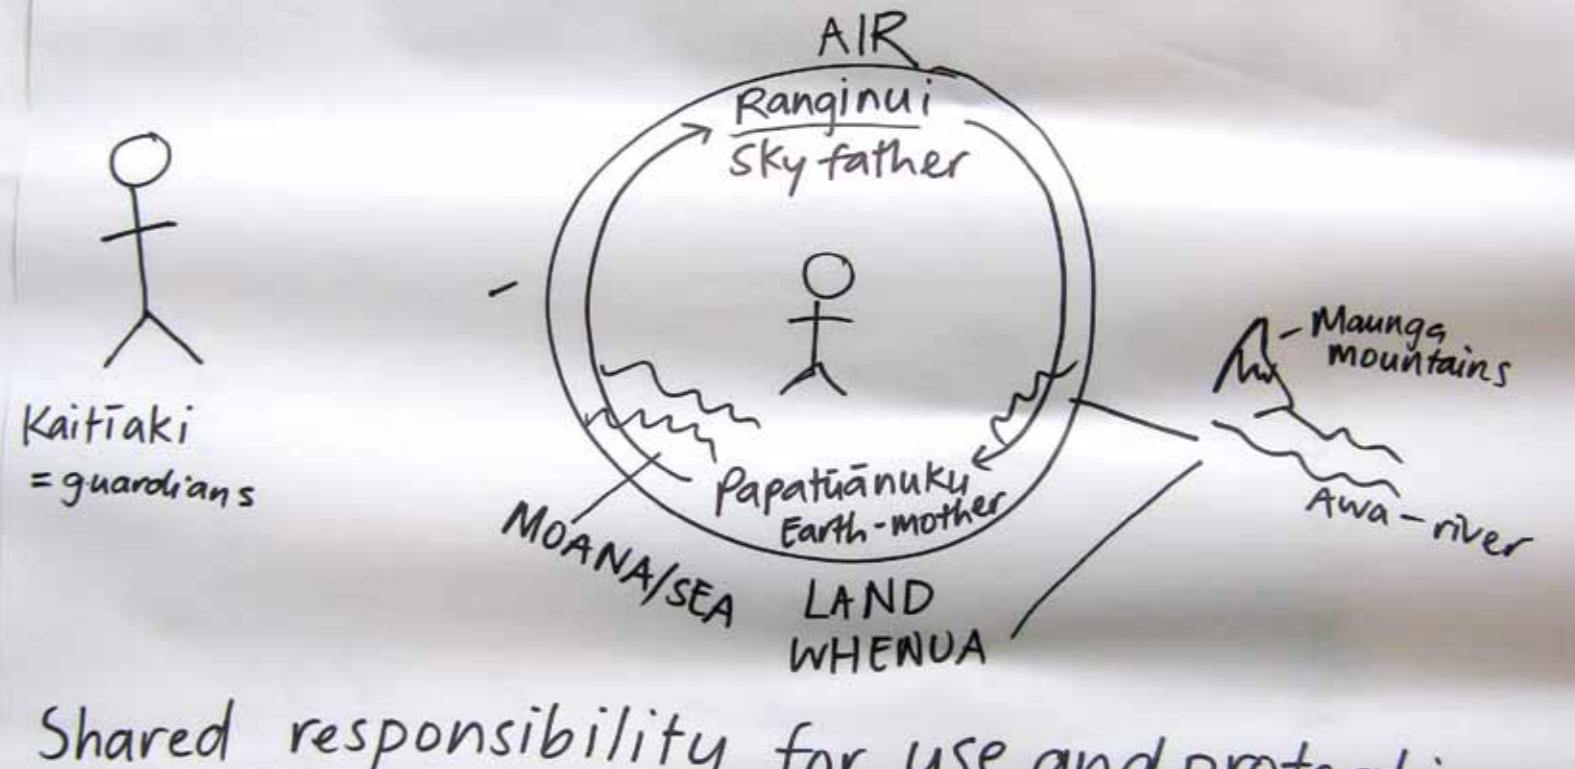 AIR
Ranginui
Sky father
Maunga
mountains
Kaitīaki
= guardians
Papatūānuku
Earth-mother
Awa - river
MOANA/SEA
LAND
WHENUA
Shared responsibility for use and